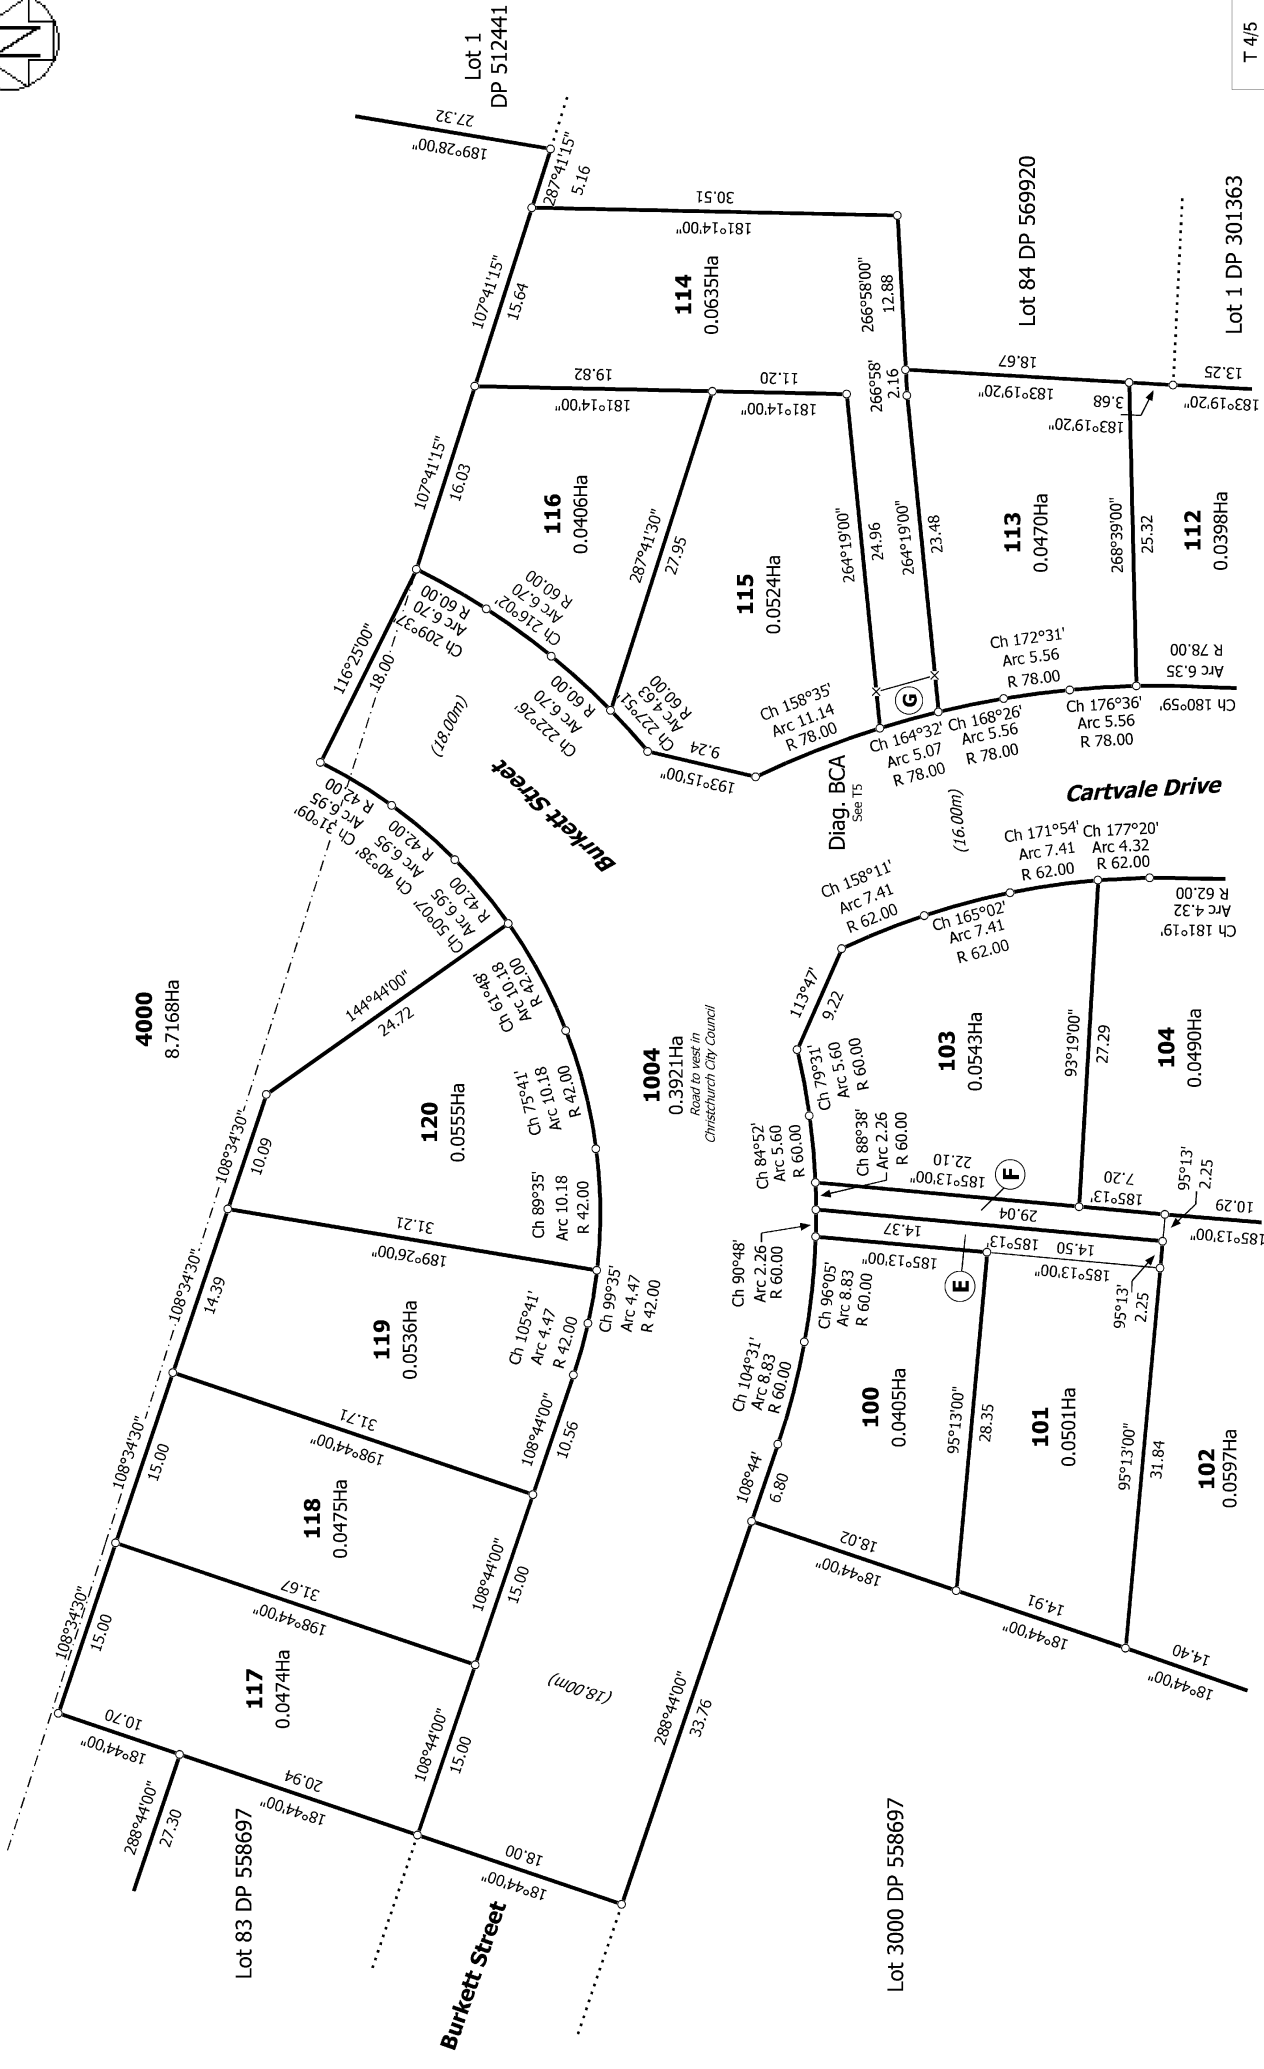 N
Lot 1
DP 512441
T 4/5
27.32
189°28'00"
287°41'15"
5.16
107°41'15"
15.64
30.51
181°14'00"
114
0.0635Ha
266°58'00"
12.88
Lot 84 DP 569920
Lot 1 DP 301363
107°41'15"
16.03
19.82
181°14'00"
11.20
181°14'00"
266°58'
2.16
18.67
183°19'20"
3.68
183°19'20"
13.25
183°19'20"
116
0.0406Ha
287°41'30"
27.95
115
0.0524Ha
264°19'00"
24.96
264°19'00"
23.48
113
0.0470Ha
268°39'00"
25.32
112
0.0398Ha
116°25'00"
18.00
(18.00m)
Ch 209°37'
Arc 6.70
R 60.00
Ch 216°02'
Arc 6.70
R 60.00
Ch 222°26'
Arc 6.70
R 60.00
Ch 227°51'
Arc 4.63
R 60.00
9.24
193°15'00"
Ch 158°35'
Arc 11.14
R 78.00
G
Ch 164°32'
Arc 5.07
R 78.00
Ch 168°26'
Arc 5.56
R 78.00
Ch 172°31'
Arc 5.56
R 78.00
Ch 176°36'
Arc 5.56
R 78.00
Ch 180°59'
Arc 6.35
R 78.00
Diag. BCA
See T5
(16.00m)
Cartvale Drive
Burkett Street
Ch 31°09'
Arc 6.95
R 42.00
Ch 40°38'
Arc 6.95
R 42.00
Ch 50°07'
Arc 6.95
R 42.00
4000
8.7168Ha
144°44'00"
24.72
Ch 61°48'
Arc 10.18
R 42.00
Ch 75°41'
Arc 10.18
R 42.00
Ch 89°35'
Arc 10.18
R 42.00
120
0.0555Ha
108°34'30"
10.09
31.21
189°26'00"
1004
0.3921Ha
Road to vest in
Christchurch City Council
Ch 158°11'
Arc 7.41
R 62.00
Ch 165°02'
Arc 7.41
R 62.00
Ch 171°54'
Arc 7.41
R 62.00
Ch 177°20'
Arc 4.32
R 62.00
Ch 181°19'
Arc 4.32
R 62.00
113°47'
9.22
Ch 79°31'
Arc 5.60
R 60.00
Ch 84°52'
Arc 5.60
R 60.00
Ch 88°38'
Arc 2.26
R 60.00
103
0.0543Ha
93°19'00"
27.29
104
0.0490Ha
22.10
185°13'00"
F
7.20
185°13'
95°13'
2.25
10.29
185°13'00"
29.04
185°13'
14.37
185°13'00"
E
14.50
185°13'00"
95°13'
2.25
Ch 90°48'
Arc 2.26
R 60.00
Ch 96°05'
Arc 8.83
R 60.00
Ch 104°31'
Arc 8.83
R 60.00
108°34'30"
14.39
119
0.0536Ha
Ch 99°35'
Arc 4.47
R 42.00
Ch 105°41'
Arc 4.47
R 42.00
31.71
198°44'00"
108°44'00"
10.56
108°44'
6.80
100
0.0405Ha
95°13'00"
28.35
101
0.0501Ha
95°13'00"
31.84
102
0.0597Ha
108°34'30"
15.00
118
0.0475Ha
31.67
198°44'00"
108°44'00"
15.00
18.02
18°44'00"
14.91
18°44'00"
14.40
18°44'00"
108°34'30"
15.00
117
0.0474Ha
10.70
18°44'00"
20.94
18°44'00"
108°44'00"
15.00
(18.00m)
288°44'00"
33.76
288°44'00"
27.30
Lot 83 DP 558697
18.00
18°44'00"
Burkett Street
Lot 3000 DP 558697